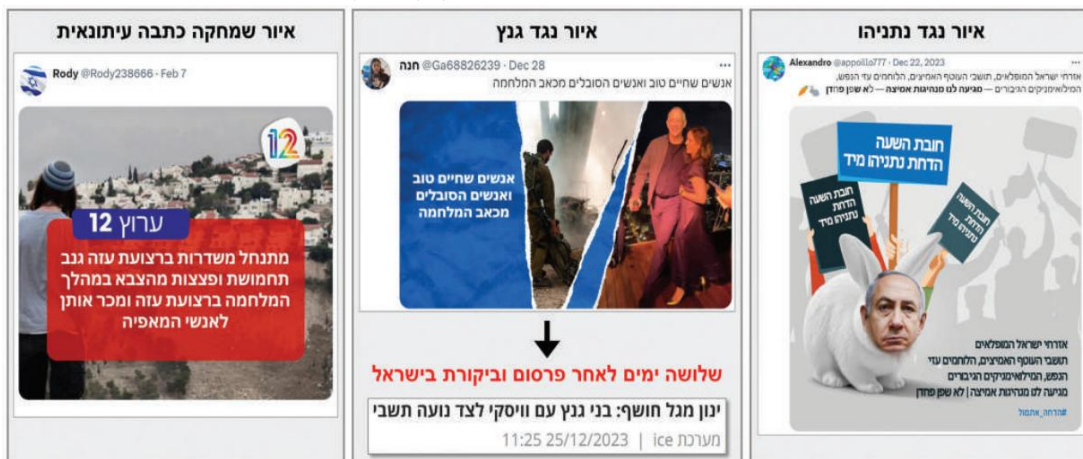 איור נגד נתניהו
Alexandro @appoillo777 · Dec 22, 2023
אזרחי ישראל המופלאים, תושבי העוטף האמיצים, הלוחמים עזי הנפש,
המילואימניקים הגיבורים — מגיעה לנו מנהיגות אמיצה — לא שפן פחדן
חובת השעה
הדחת נתניהו מיד
חובת השעה
הדחת
נתניהו מיד
חובת השעה
הדחת
נתניהו מיד
אזרחי ישראל המופלאים
תושבי העוטף האמיצים, הלוחמים עזי
הנפש, המילואימניקים הגיבורים
מגיעה לנו מנהיגות אמיצה | לא שפן פחדן
#הדחה_אתמול
איור נגד גנץ
חנה @Ga68826239 · Dec 28
אנשים שחיים טוב ואנשים הסובלים מכאב המלחמה
אנשים שחיים טוב
ואנשים הסובלים
מכאב המלחמה
שלושה ימים לאחר פרסום וביקורת בישראל
ינון מגל חושף: בני גנץ עם וויסקי לצד נועה תשבי
מערכת ice | 25/12/2023 11:25
איור שמחקה כתבה עיתונאית
Rody @Rody238666 · Feb 7
12
ערוץ 12
מתנחל משדרות ברצועת עזה גנב
תחמושת ופצצות מהצבא במהלך
המלחמה ברצועת עזה ומכר אותן
לאנשי המאפיה